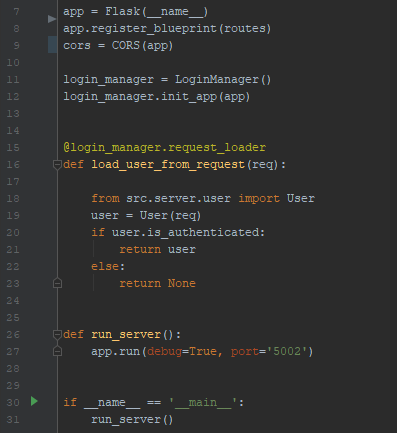 7 app = Flask(__name__)
8 app.register_blueprint(routes)
9 cors = CORS(app)
10
11 login_manager = LoginManager()
12 login_manager.init_app(app)
13
14
15 @login_manager.request_loader
16 def load_user_from_request(req):
17
18     from src.server.user import User
19     user = User(req)
20     if user.is_authenticated:
21         return user
22     else:
23         return None
24
25
26 def run_server():
27     app.run(debug=True, port='5002')
28
29
30 if __name__ == '__main__':
31     run_server()